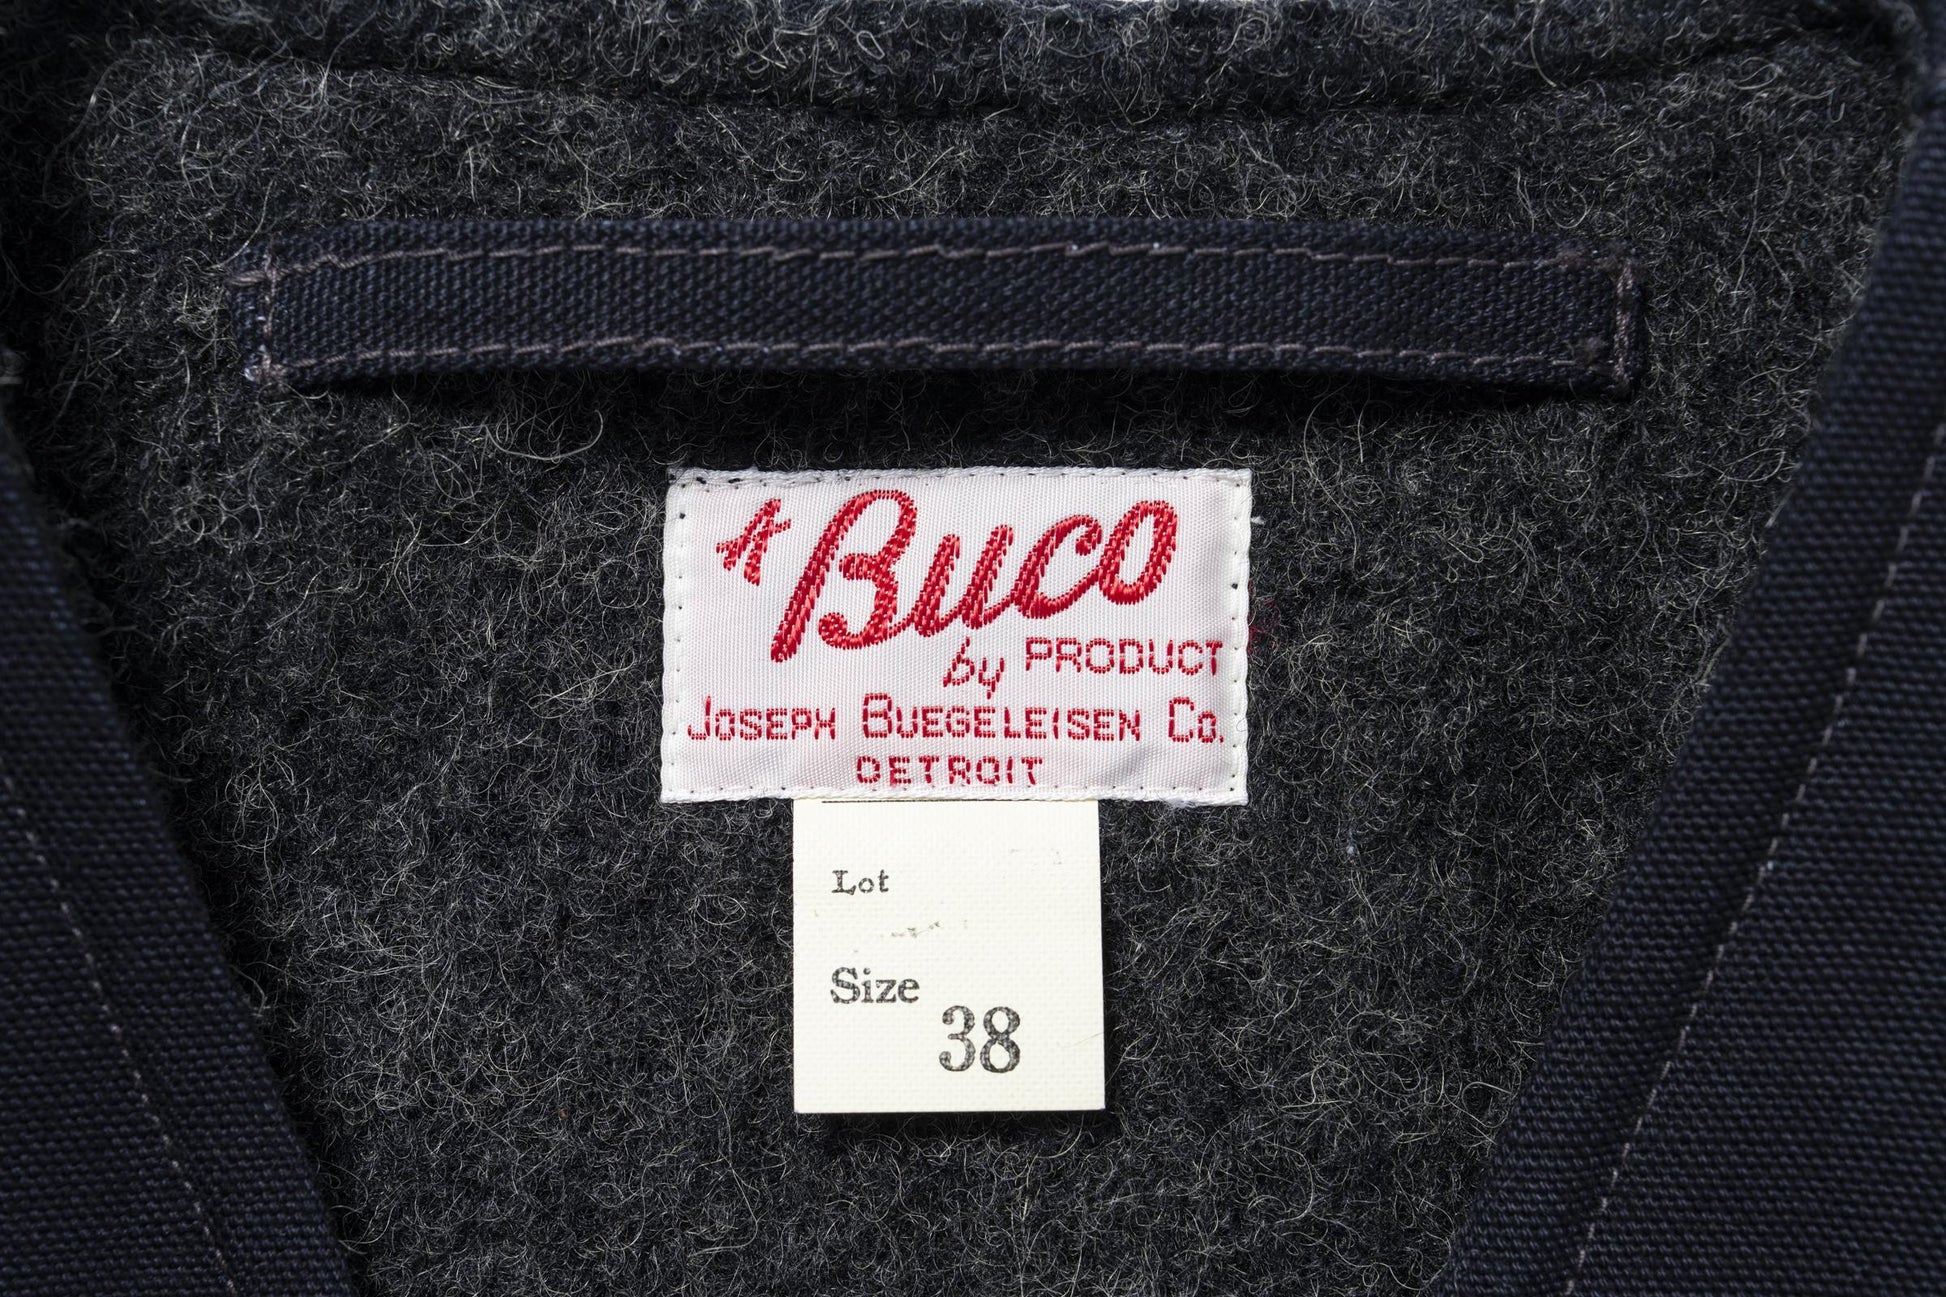 A Buco
by PRODUCT
JOSEPH BUEGELEISEN CO.
DETROIT
Lot
Size
38